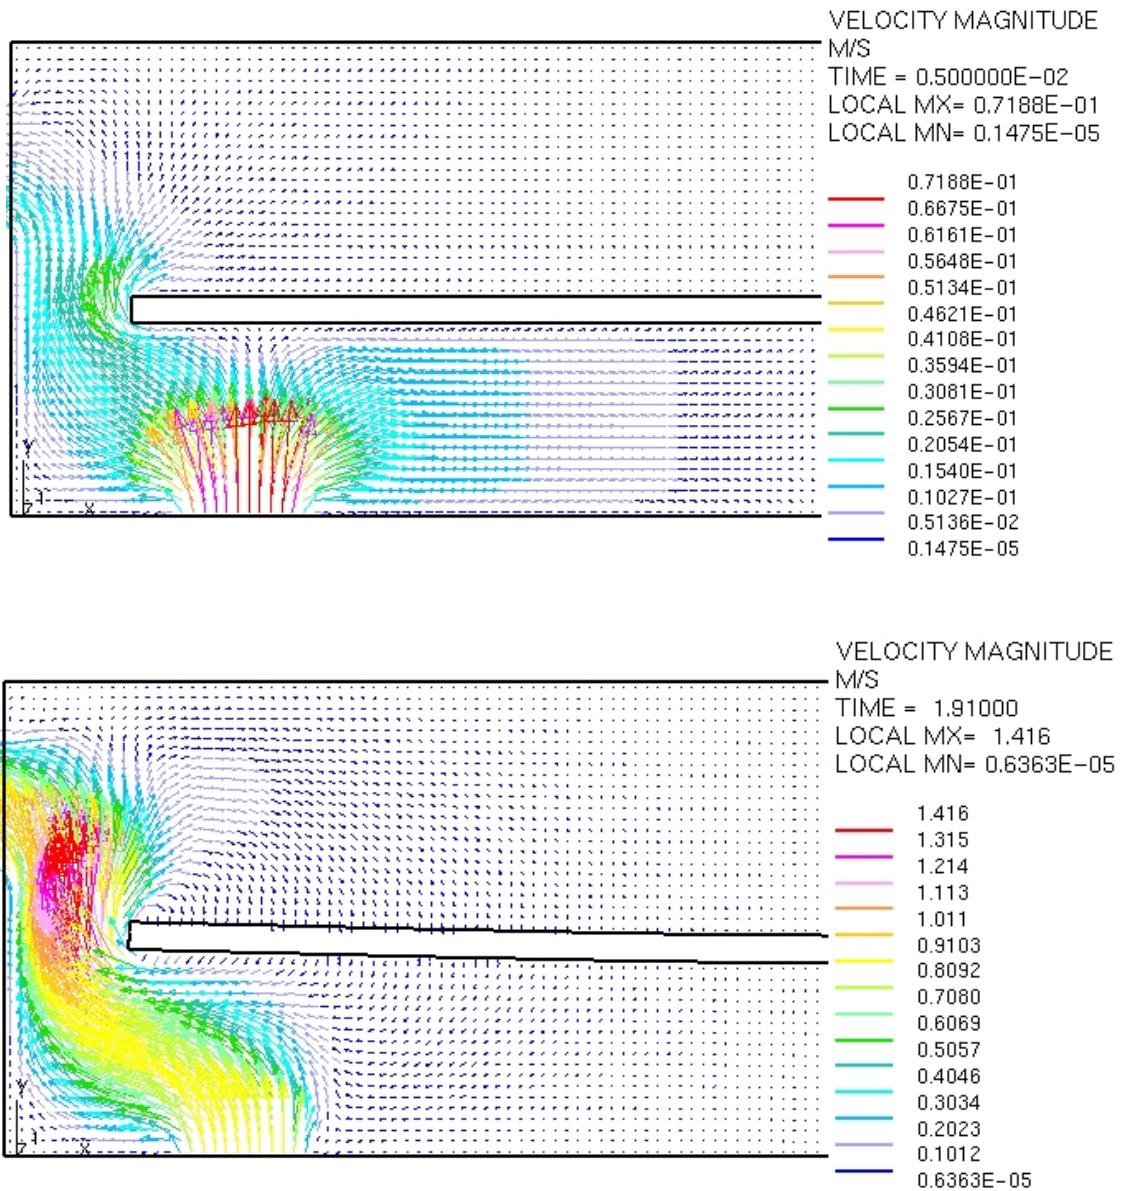 VELOCITY MAGNITUDE
M/S
TIME = 0.500000E-02
LOCAL MX= 0.7188E-01
LOCAL MN= 0.1475E-05
0.7188E-01
0.6675E-01
0.6161E-01
0.5648E-01
0.5134E-01
0.4621E-01
0.4108E-01
0.3594E-01
0.3081E-01
0.2567E-01
0.2054E-01
0.1540E-01
0.1027E-01
0.5136E-02
0.1475E-05
Y
Z 1 X
VELOCITY MAGNITUDE
M/S
TIME = 1.91000
LOCAL MX= 1.416
LOCAL MN= 0.6363E-05
1.416
1.315
1.214
1.113
1.011
0.9103
0.8092
0.7080
0.6069
0.5057
0.4046
0.3034
0.2023
0.1012
0.6363E-05
Y
Z 1 X